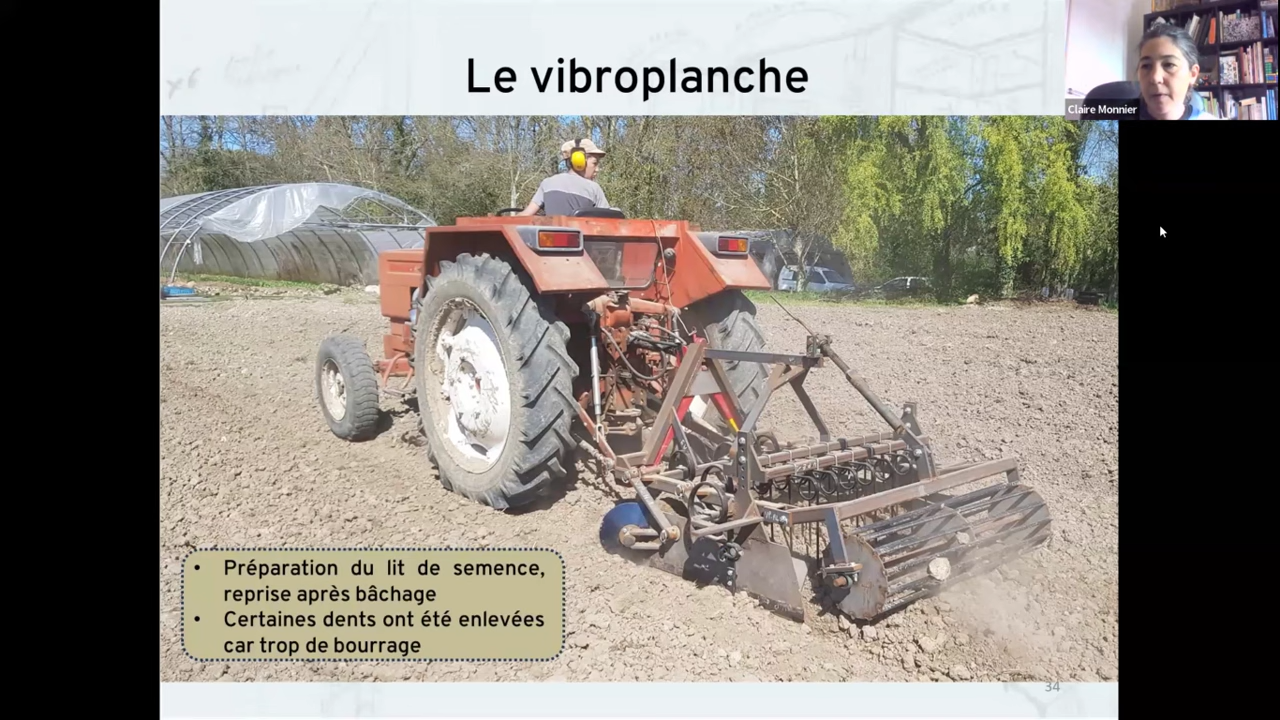 Le vibroplanche
Claire Monnier
• Préparation du lit de semence,
reprise après bâchage
• Certaines dents ont été enlevées
car trop de bourrage
34